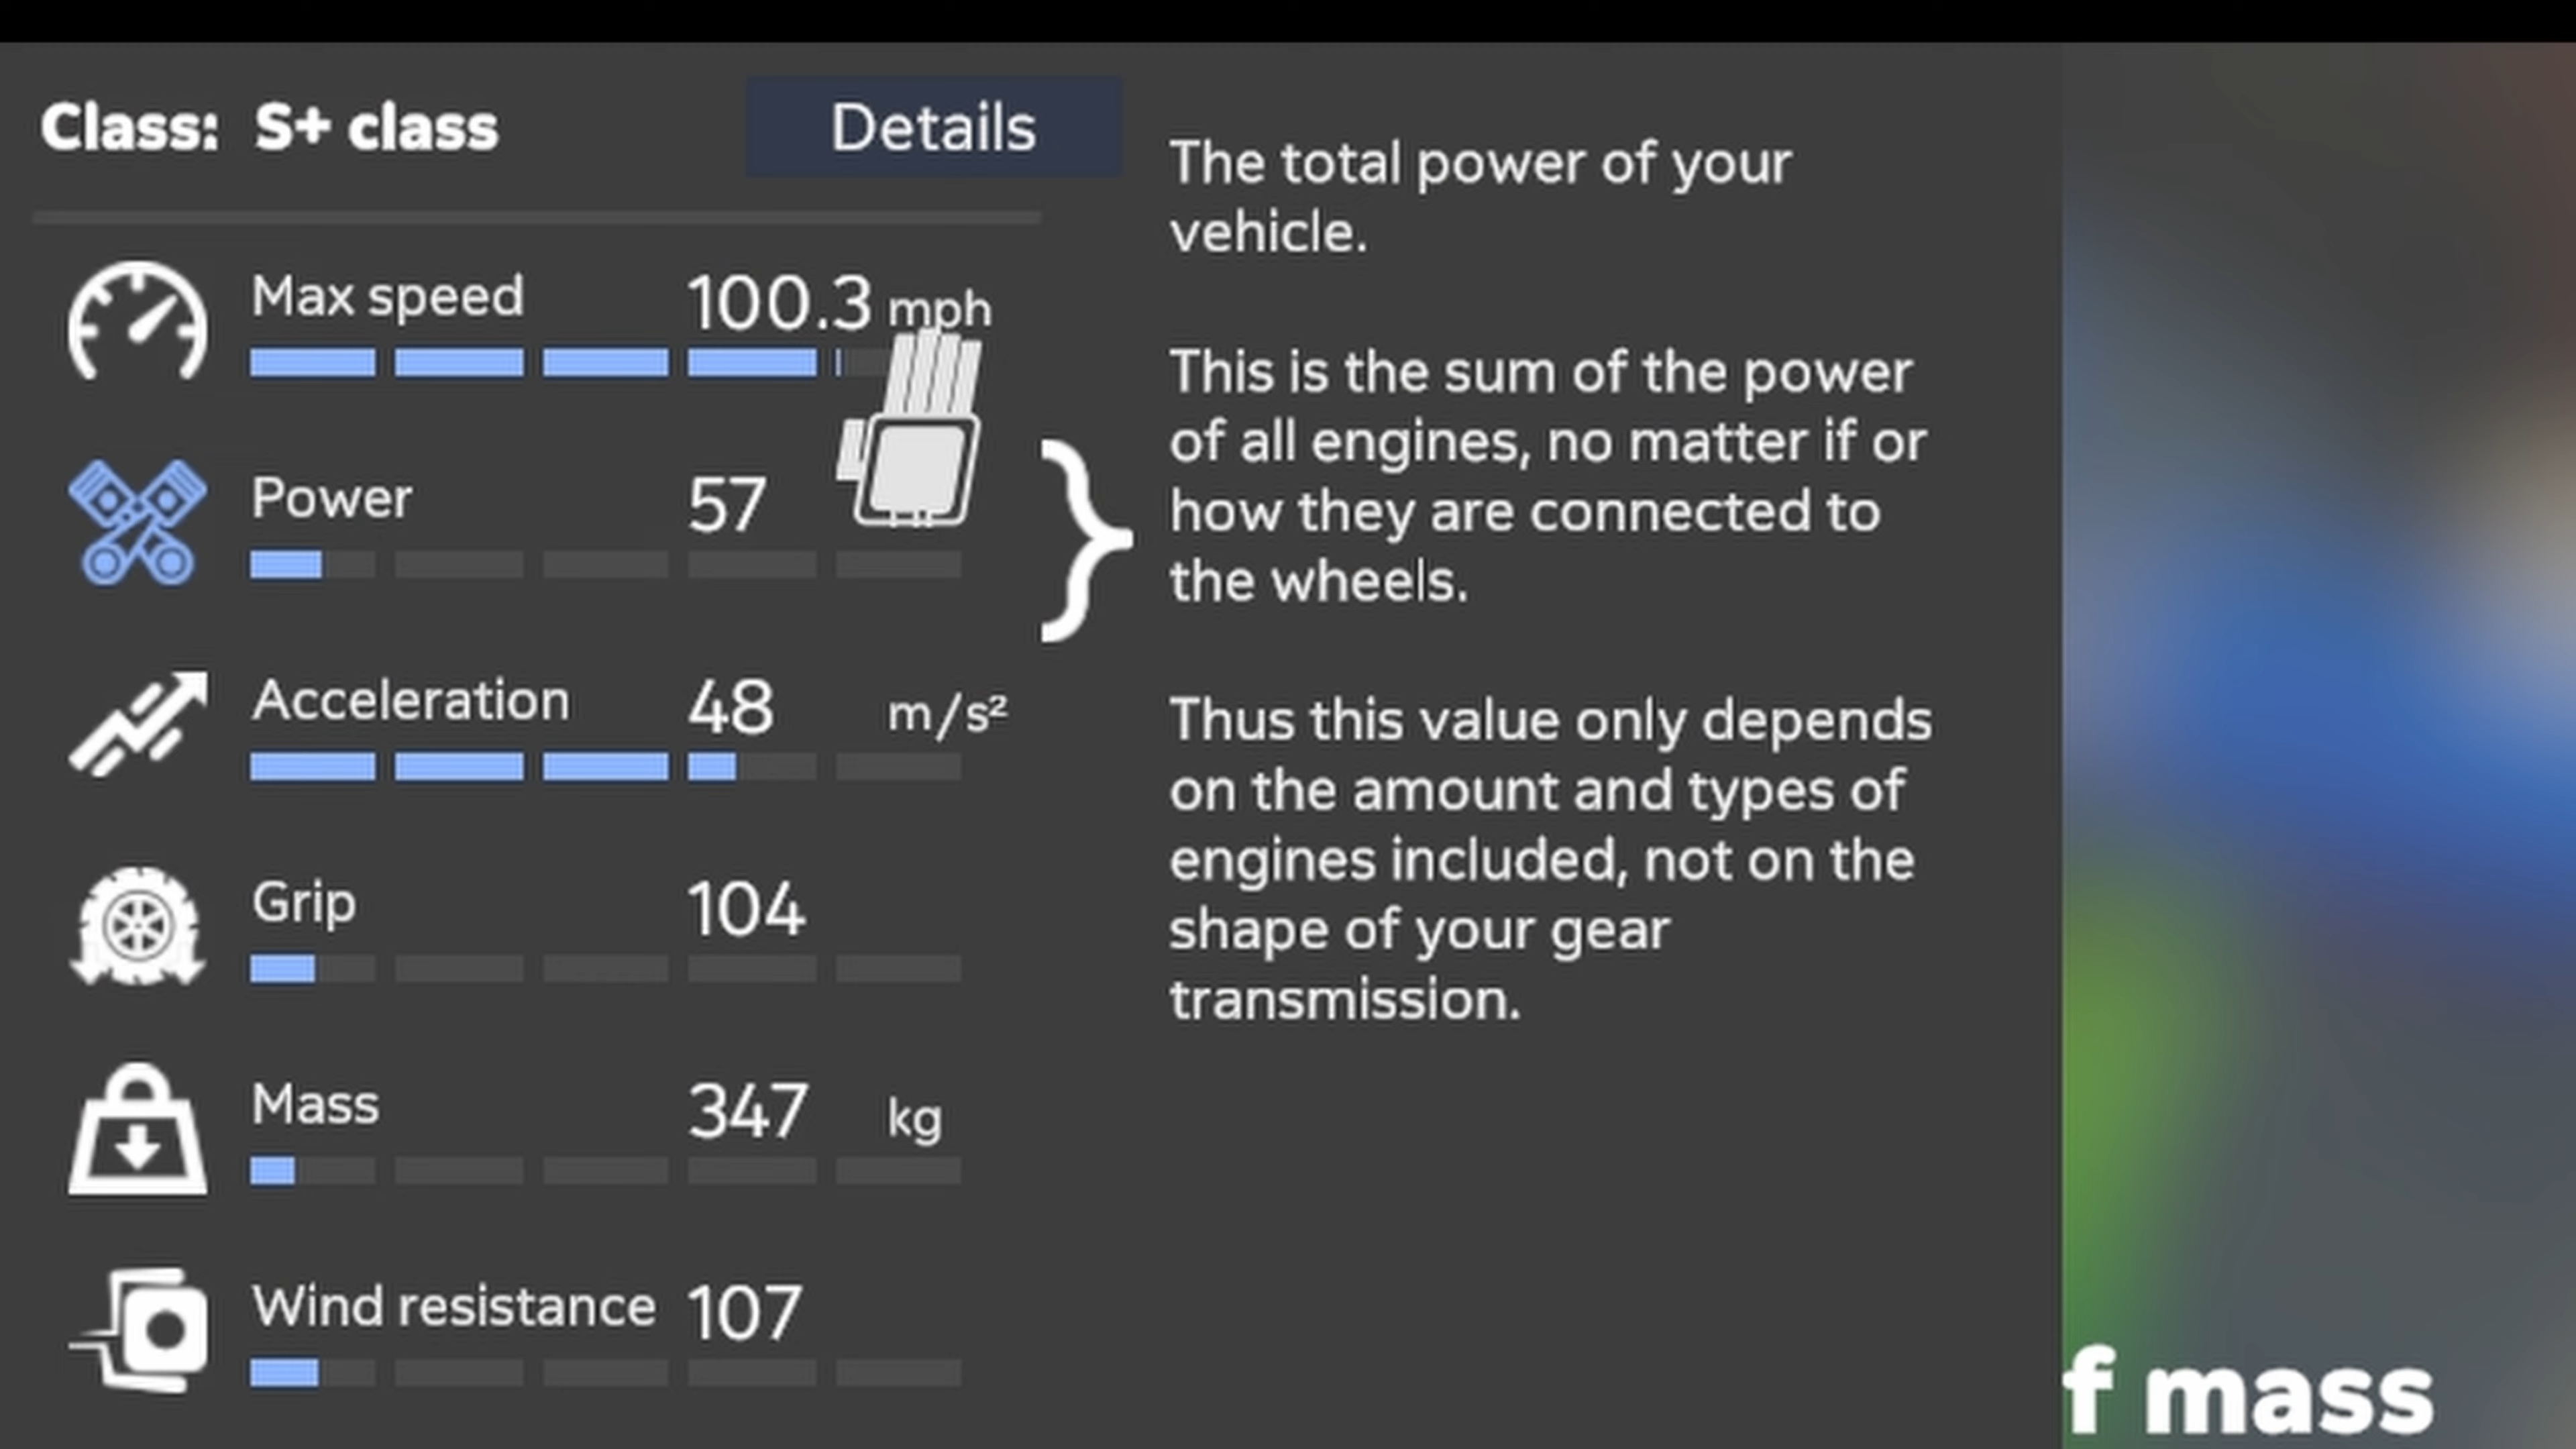 Class: S+ class
Details
Max speed 100.3 mph
Power 57
Acceleration 48 m/s²
Grip 104
Mass 347 kg
Wind resistance 107
The total power of your
vehicle.
This is the sum of the power
of all engines, no matter if or
how they are connected to
the wheels.
Thus this value only depends
on the amount and types of
engines included, not on the
shape of your gear
transmission.
f mass